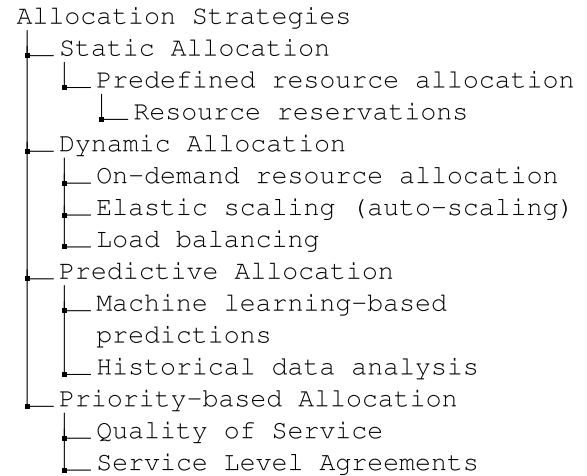 Allocation Strategies
Static Allocation
Predefined resource allocation
Resource reservations
Dynamic Allocation
On-demand resource allocation
Elastic scaling (auto-scaling)
Load balancing
Predictive Allocation
Machine learning-based
predictions
Historical data analysis
Priority-based Allocation
Quality of Service
Service Level Agreements